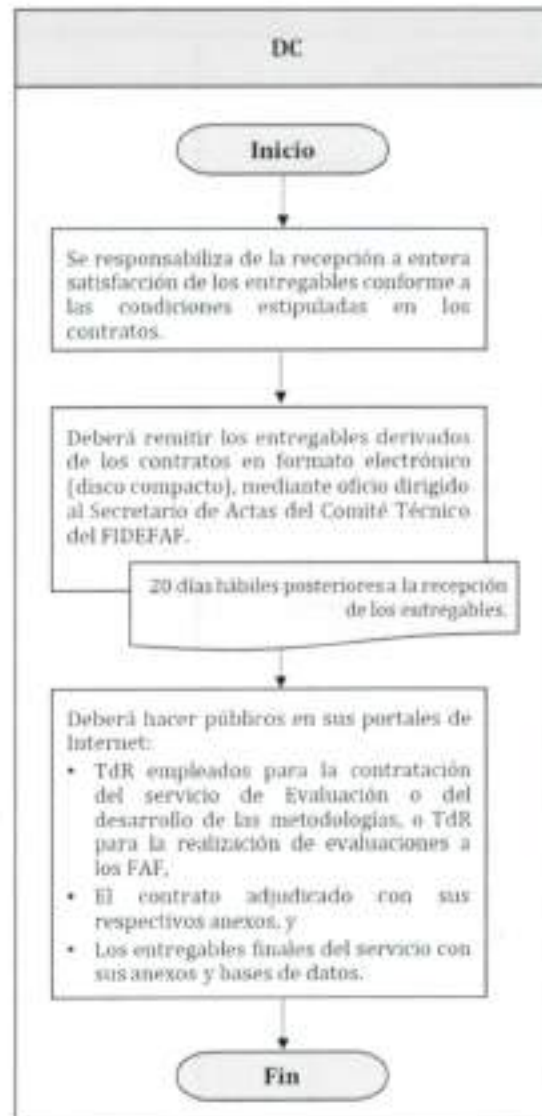 DC
Inicio
Se responsabiliza de la recepción a entera
satisfacción de los entregables conforme a
las condiciones estipuladas en los
contratos.
Deberá remitir los entregables derivados
de los contratos en formato electrónico
(disco compacto), mediante oficio dirigido
al Secretario de Actas del Comité Técnico
del FIDEFAF.
20 días hábiles posteriores a la recepción
de los entregables.
Deberá hacer públicos en sus portales de
Internet:
• TdR empleados para la contratación
del servicio de Evaluación o del
desarrollo de las metodologías, o TdR
para la realización de evaluaciones a
los FAF,
• El contrato adjudicado con sus
respectivos anexos, y
• Los entregables finales del servicio con
sus anexos y bases de datos.
Fin